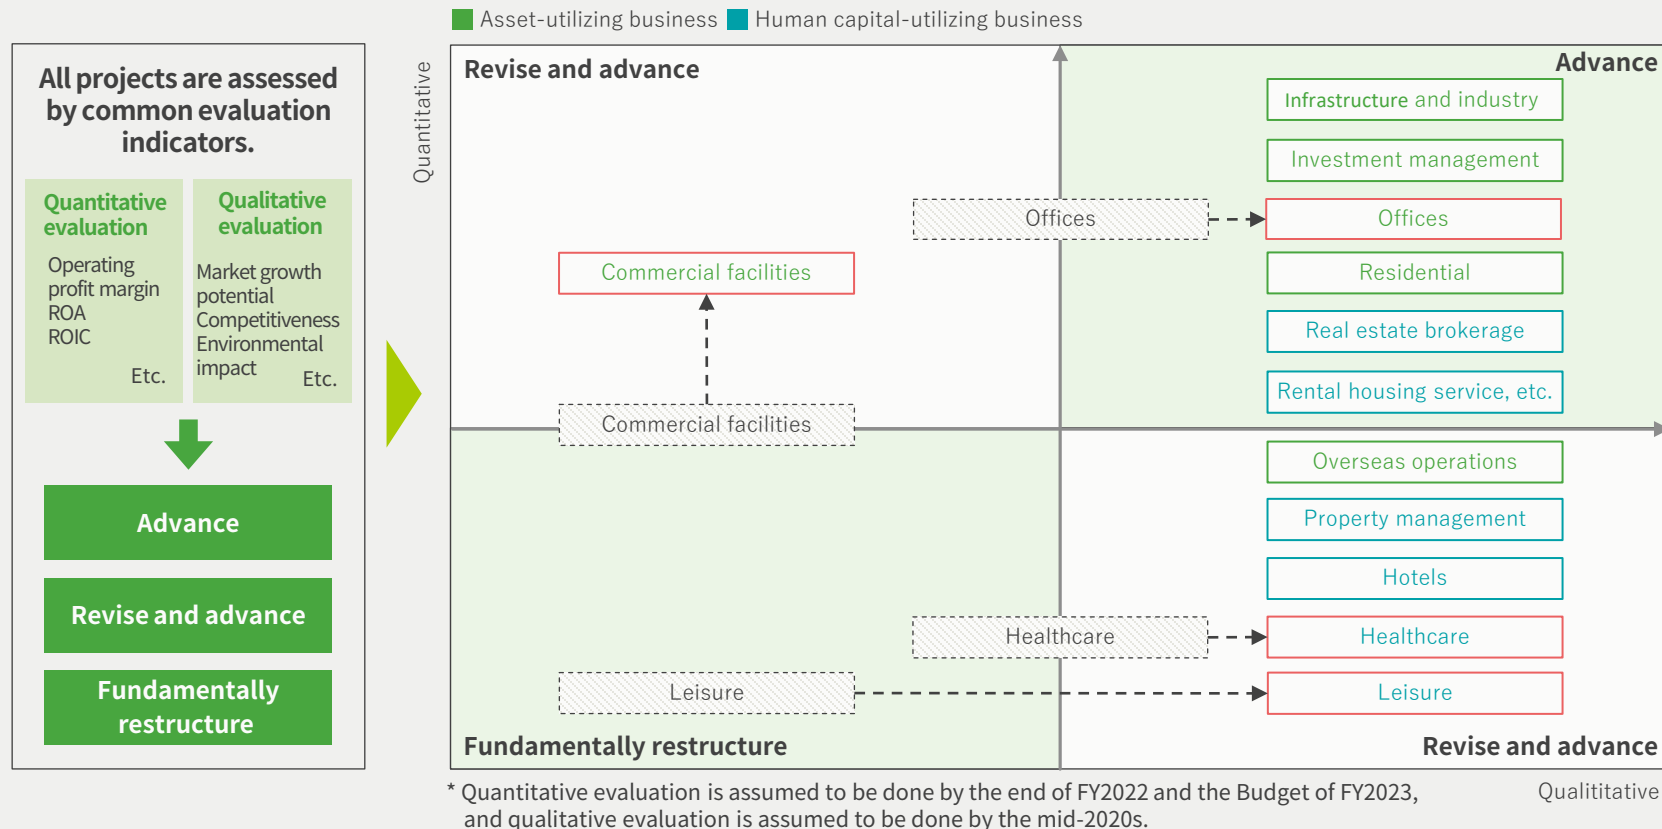 Asset-utilizing business Human capital-utilizing business
All projects are assessed
by common evaluation
indicators.
Quantitative
evaluation
Operating
profit margin
ROA
ROIC
Etc.
Qualitative
evaluation
Market growth
potential
Competitiveness
Environmental
impact
Etc.
Advance
Revise and advance
Fundamentally
restructure
Quantitative
Revise and advance
Advance
Infrastructure and industry
Investment management
Offices
Offices
Commercial facilities
Residential
Real estate brokerage
Rental housing service, etc.
Commercial facilities
Overseas operations
Property management
Hotels
Healthcare
Healthcare
Leisure
Leisure
Fundamentally restructure
Revise and advance
* Quantitative evaluation is assumed to be done by the end of FY2022 and the Budget of FY2023,
and qualitative evaluation is assumed to be done by the mid-2020s.
Qualititative